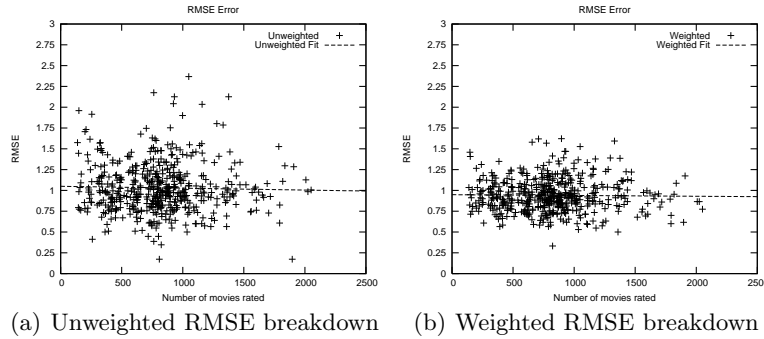 RMSE Error
3
2.75
2.5
2.25
2
1.75
1.5
1.25
1
0.75
0.5
0.25
0
RMSE
Unweighted
Unweighted Fit
0 500 1000 1500 2000 2500
Number of movies rated
(a) Unweighted RMSE breakdown
RMSE Error
3
2.75
2.5
2.25
2
1.75
1.5
1.25
1
0.75
0.5
0.25
0
RMSE
Weighted
Weighted Fit
0 500 1000 1500 2000 250
Number of movies rated
(b) Weighted RMSE breakdown